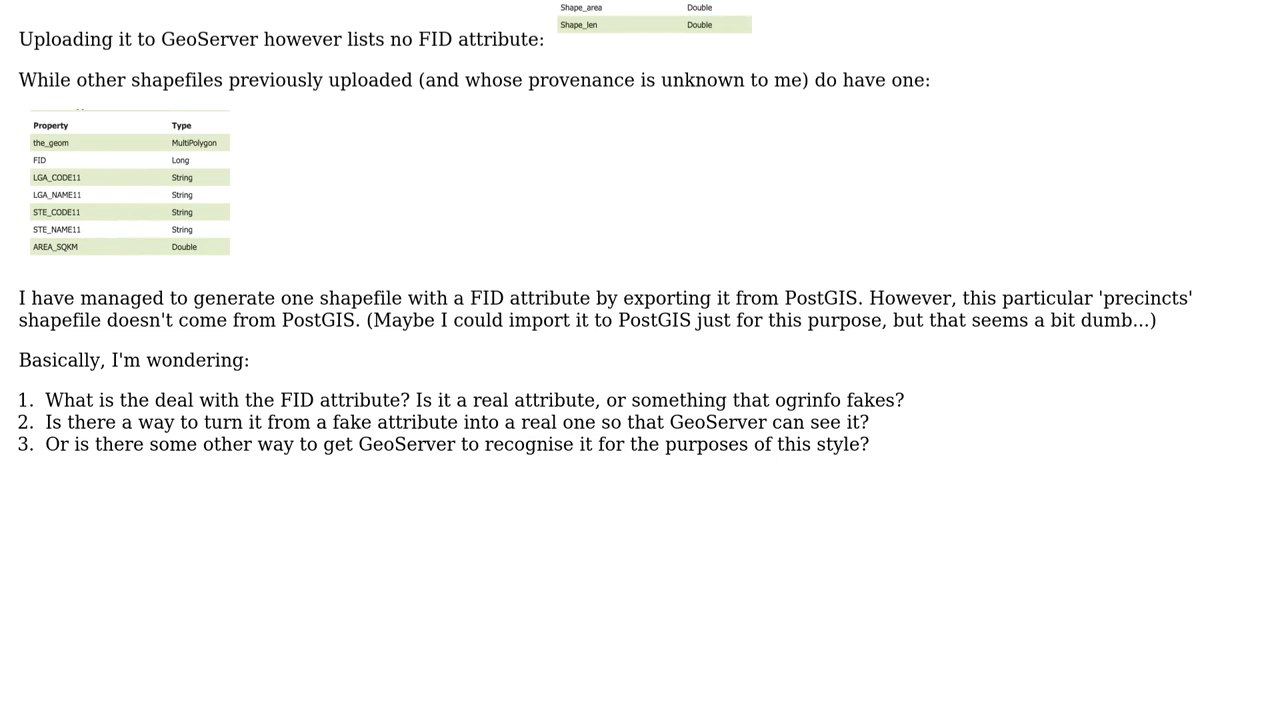 Shape_area Double
Shape_len Double
Uploading it to GeoServer however lists no FID attribute:
While other shapefiles previously uploaded (and whose provenance is unknown to me) do have one:
Property Type
the_geom MultiPolygon
FID Long
LGA_CODE11 String
LGA_NAME11 String
STE_CODE11 String
STE_NAME11 String
AREA_SQKM Double
I have managed to generate one shapefile with a FID attribute by exporting it from PostGIS. However, this particular 'precincts'
shapefile doesn't come from PostGIS. (Maybe I could import it to PostGIS just for this purpose, but that seems a bit dumb...)
Basically, I'm wondering:
1. What is the deal with the FID attribute? Is it a real attribute, or something that ogrinfo fakes?
2. Is there a way to turn it from a fake attribute into a real one so that GeoServer can see it?
3. Or is there some other way to get GeoServer to recognise it for the purposes of this style?